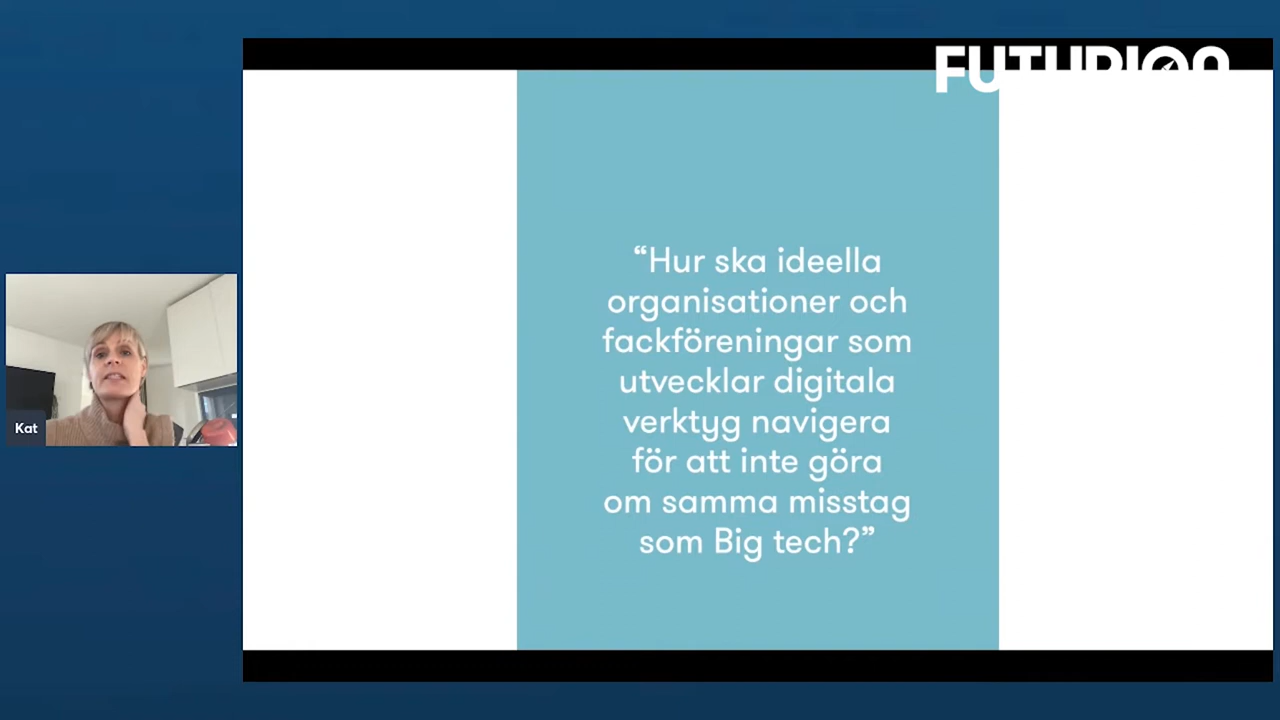 FUTURION
“Hur ska ideella
organisationer och
fackföreningar som
utvecklar digitala
verktyg navigera
för att inte göra
om samma misstag
som Big tech?”
Kat